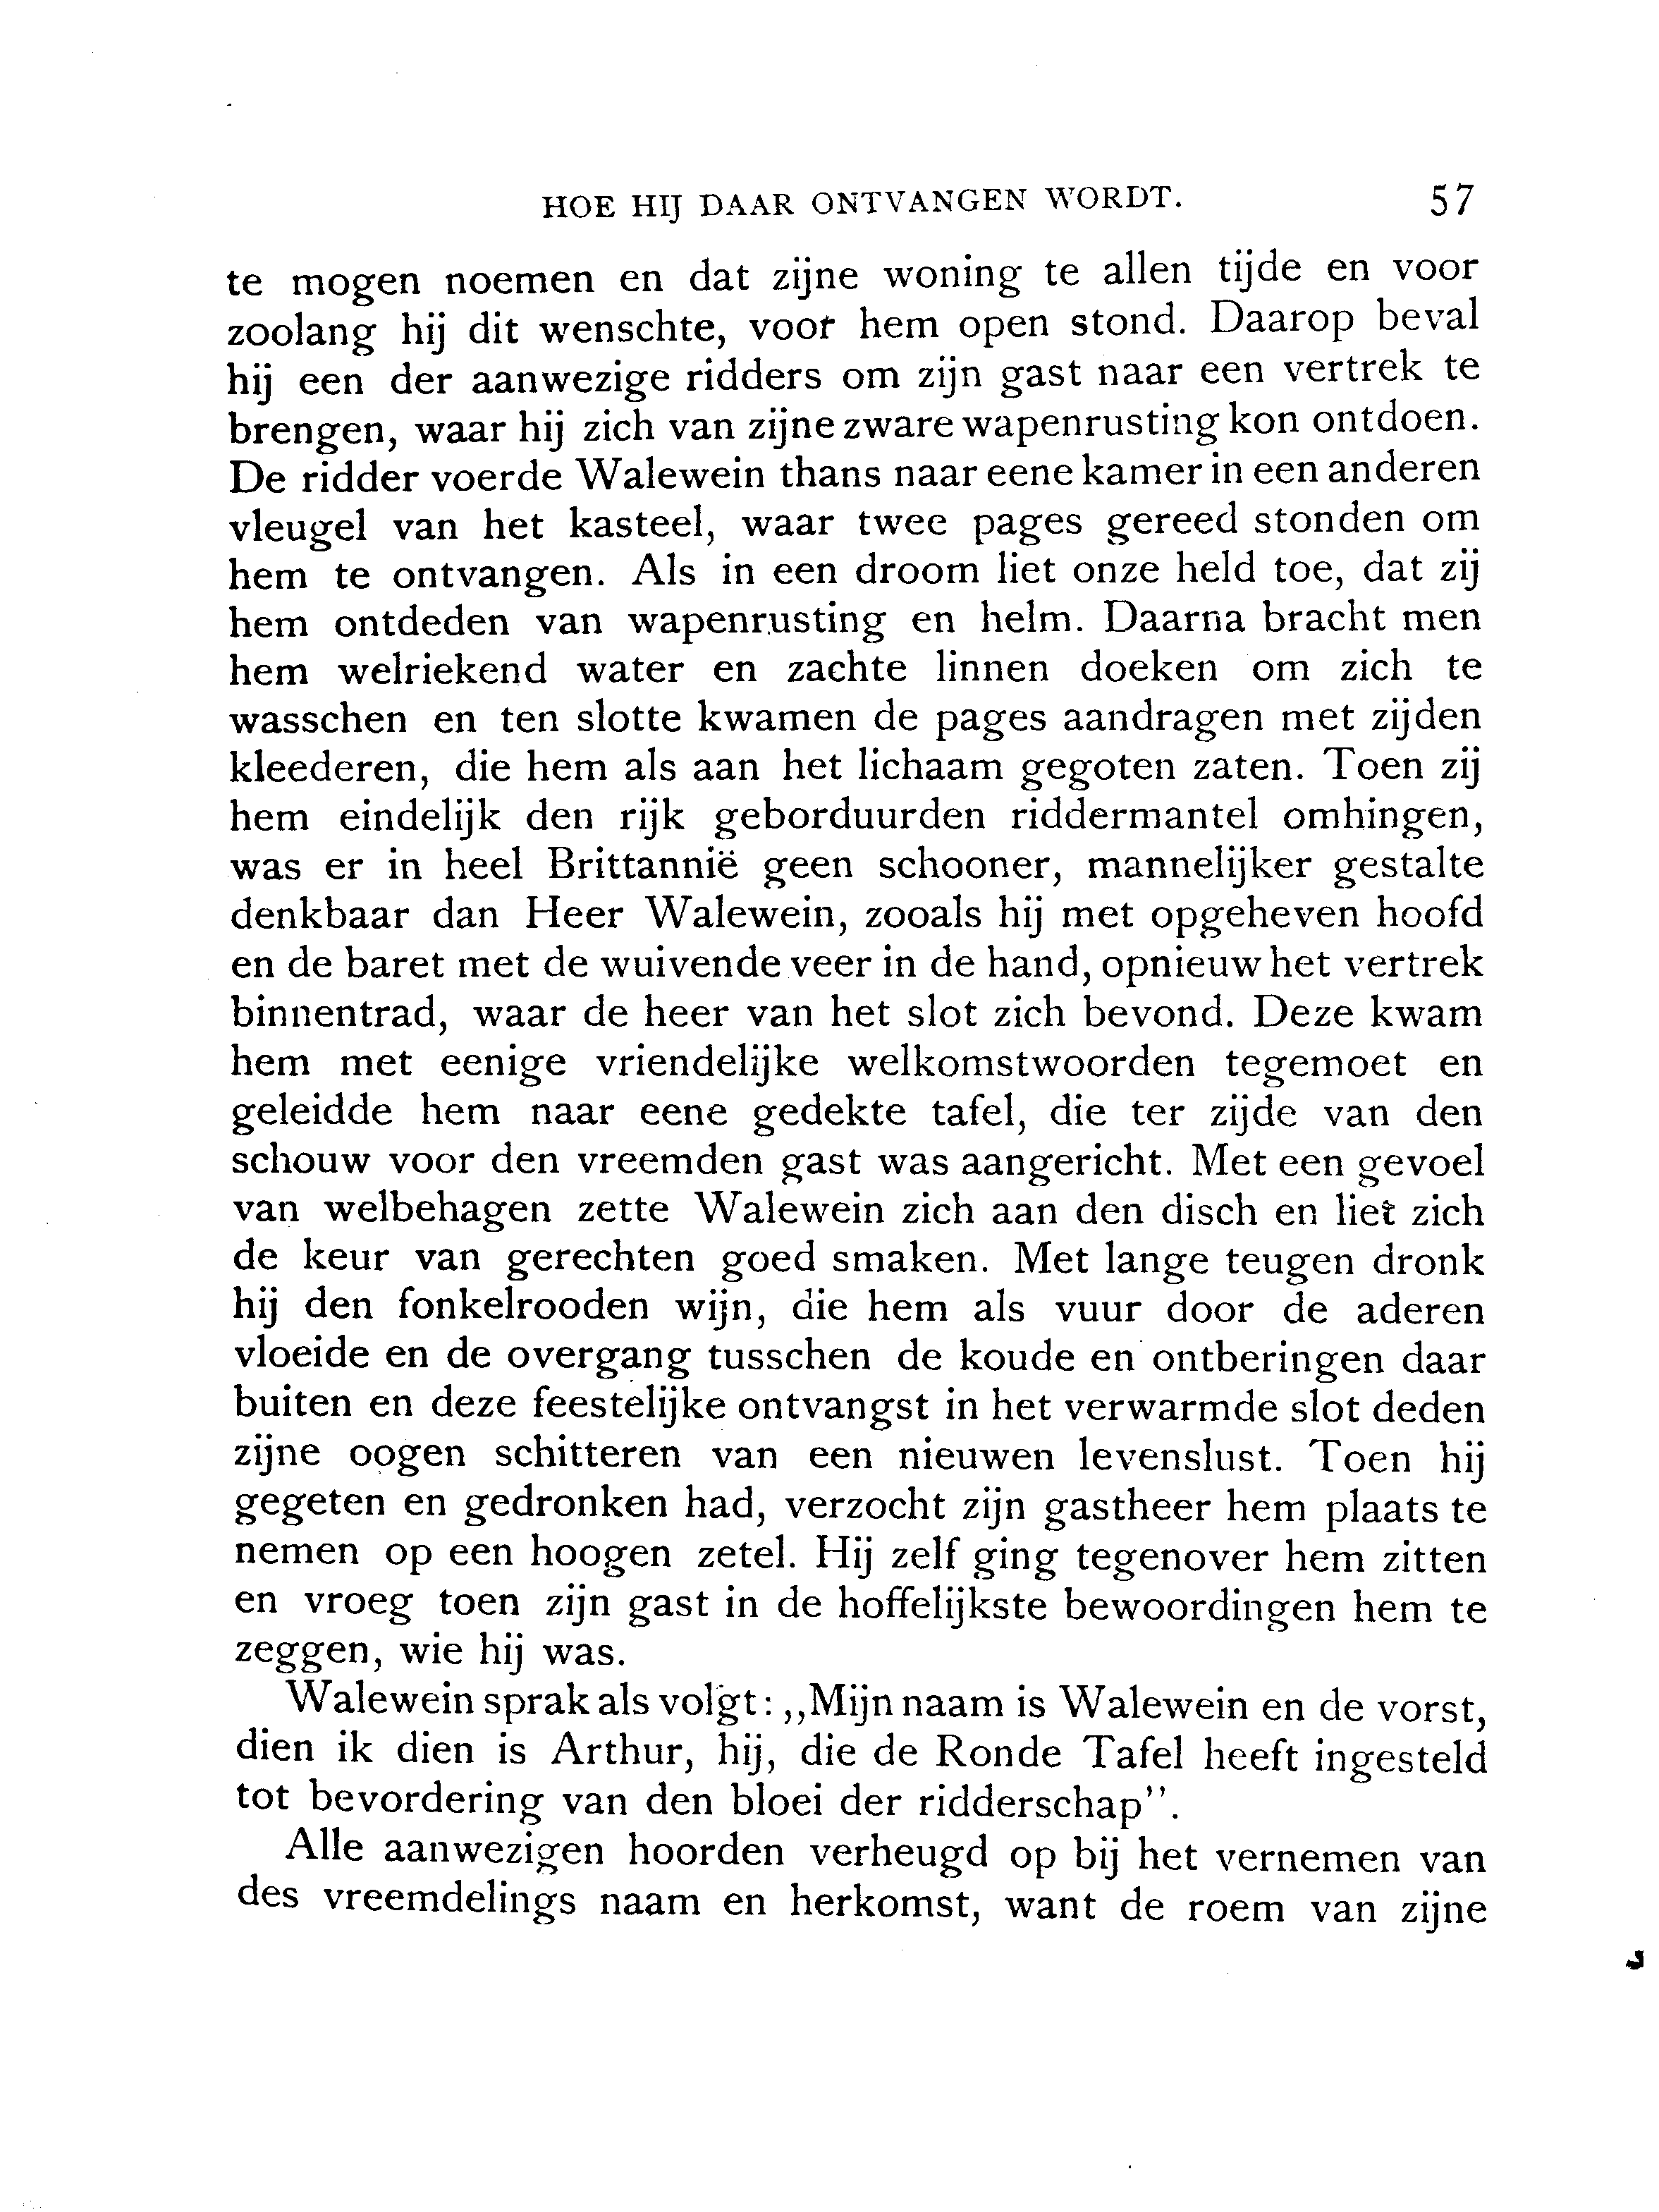 HOE HIJ DAAR ONTVANGEN WORDT. 57
te mogen noemen en dat zijne woning te allen tijde en voor
zoolang hij dit wenschte, voor hem open stond. Daarop beval
hij een der aanwezige ridders om zijn gast naar een vertrek te
brengen, waar hij zich van zijne zware wapenrusting kon ontdoen.
De ridder voerde Walewein thans naar eene kamer in een anderen
vleugel van het kasteel, waar twee pages gereed stonden om
hem te ontvangen. Als in een droom liet onze held toe, dat zij
hem ontdeden van wapenrusting en helm. Daarna bracht men
hem welriekend water en zachte linnen doeken om zich te
wasschen en ten slotte kwamen de pages aandragen met zijden
kleederen, die hem als aan het lichaam gegoten zaten. Toen zij
hem eindelijk den rijk geborduurden riddermantel omhingen,
was er in heel Brittannië geen schooner, mannelijker gestalte
denkbaar dan Heer Walewein, zooals hij met opgeheven hoofd
en de baret met de wuivende veer in de hand, opnieuw het vertrek
binnentrad, waar de heer van het slot zich bevond. Deze kwam
hem met eenige vriendelijke welkomstwoorden tegemoet en
geleidde hem naar eene gedekte tafel, die ter zijde van den
schouw voor den vreemden gast was aangericht. Met een gevoel
van welbehagen zette Walewein zich aan den disch en liet zich
de keur van gerechten goed smaken. Met lange teugen dronk
hij den fonkelrooden wijn, die hem als vuur door de aderen
vloeide en de overgang tusschen de koude en ontberingen daar
buiten en deze feestelijke ontvangst in het verwarmde slot deden
zijne oogen schitteren van een nieuwen levenslust. Toen hij
gegeten en gedronken had, verzocht zijn gastheer hem plaats te
nemen op een hoogen zetel. Hij zelf ging tegenover hem zitten
en vroeg toen zijn gast in de hoffelijkste bewoordingen hem te
zeggen, wie hij was.
Walewein sprak als volgt: ,,Mijn naam is Walewein en de vorst,
dien ik dien is Arthur, hij, die de Ronde Tafel heeft ingesteld
tot bevordering van den bloei der ridderschap''.
Alle aanwezigen hoorden verheugd op bij het vernemen van
des vreemdelings naam en herkomst, want de roem van zijne